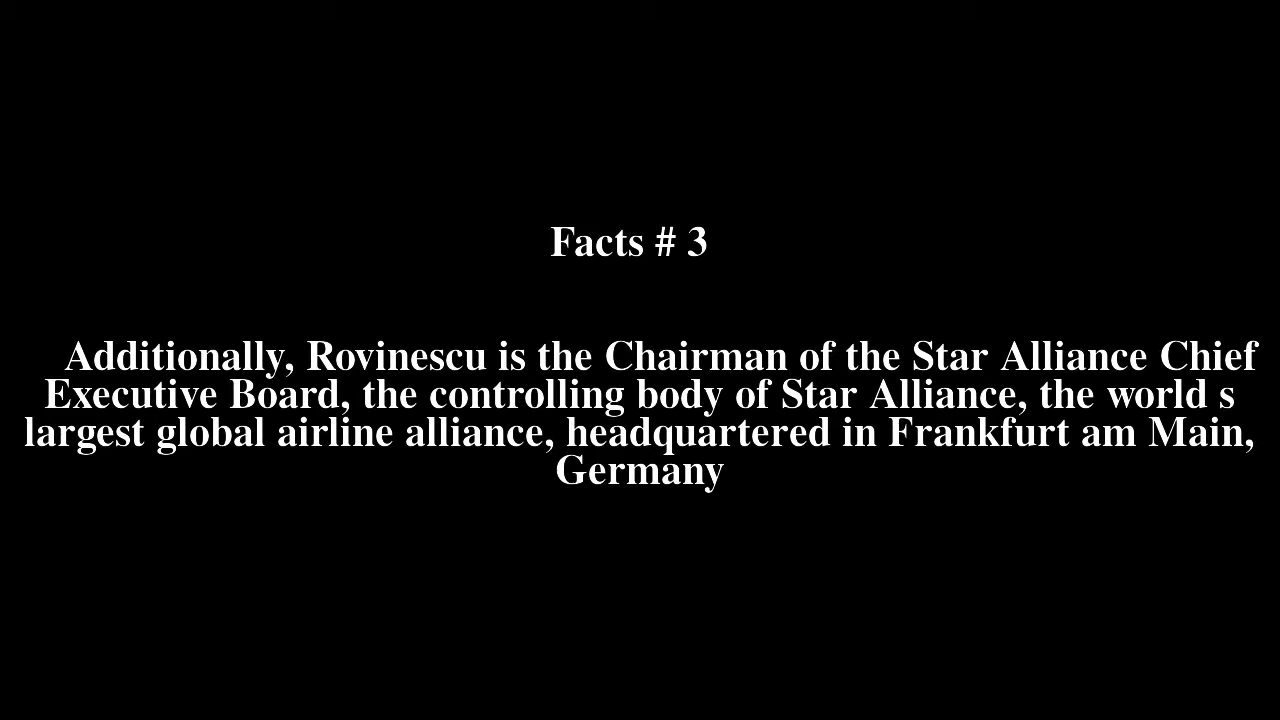 Facts # 3
Additionally, Rovinescu is the Chairman of the Star Alliance Chief
Executive Board, the controlling body of Star Alliance, the world s
largest global airline alliance, headquartered in Frankfurt am Main,
Germany